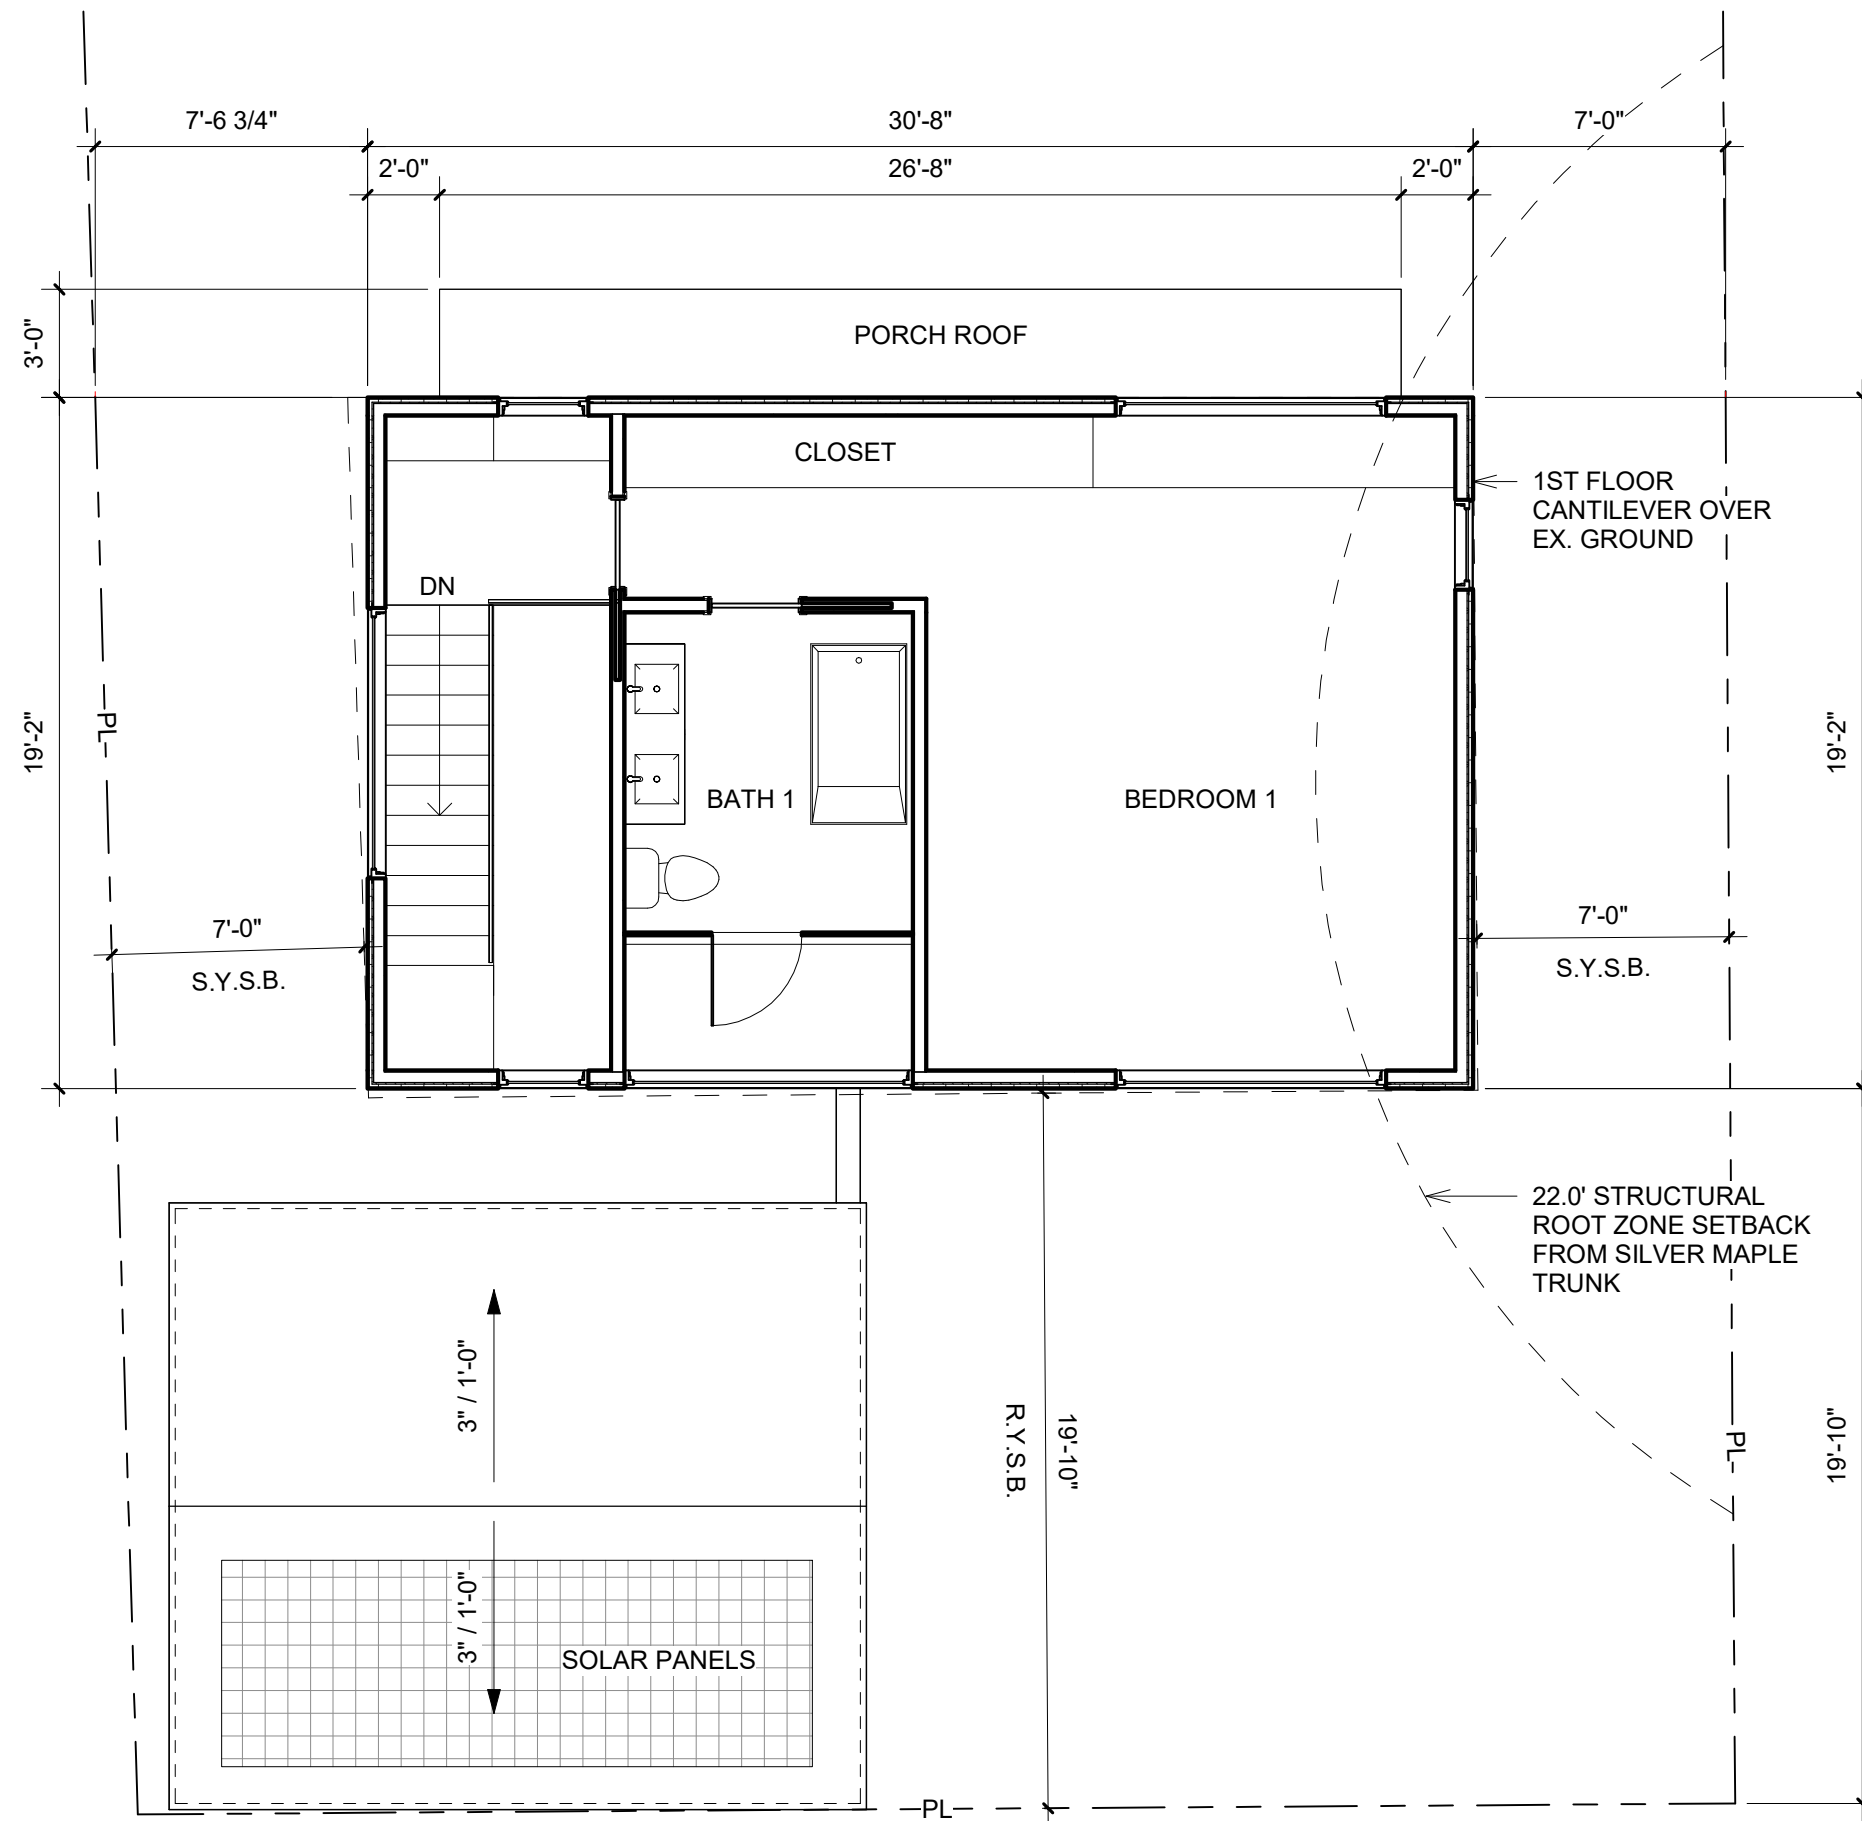 7'-6 3/4"
30'-8"
7'-0"
2'-0"
26'-8"
2'-0"
3'-0"
PORCH ROOF
CLOSET
1ST FLOOR
CANTILEVER OVER
EX. GROUND
DN
PL
19'-2"
19'-2"
BATH 1
BEDROOM 1
7'-0"
S.Y.S.B.
7'-0"
S.Y.S.B.
22.0' STRUCTURAL
ROOT ZONE SETBACK
FROM SILVER MAPLE
TRUNK
3" / 1'-0"
R.Y.S.B.
19'-10"
PL
19'-10"
3" / 1'-0"
SOLAR PANELS
PL